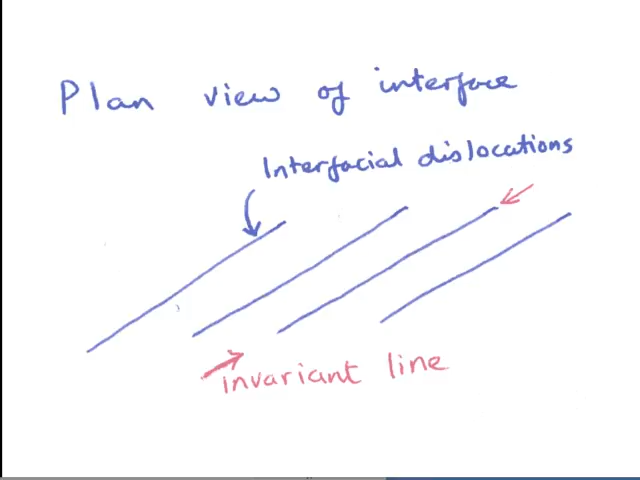 Plan view of interface
Interfacial dislocations
invariant line